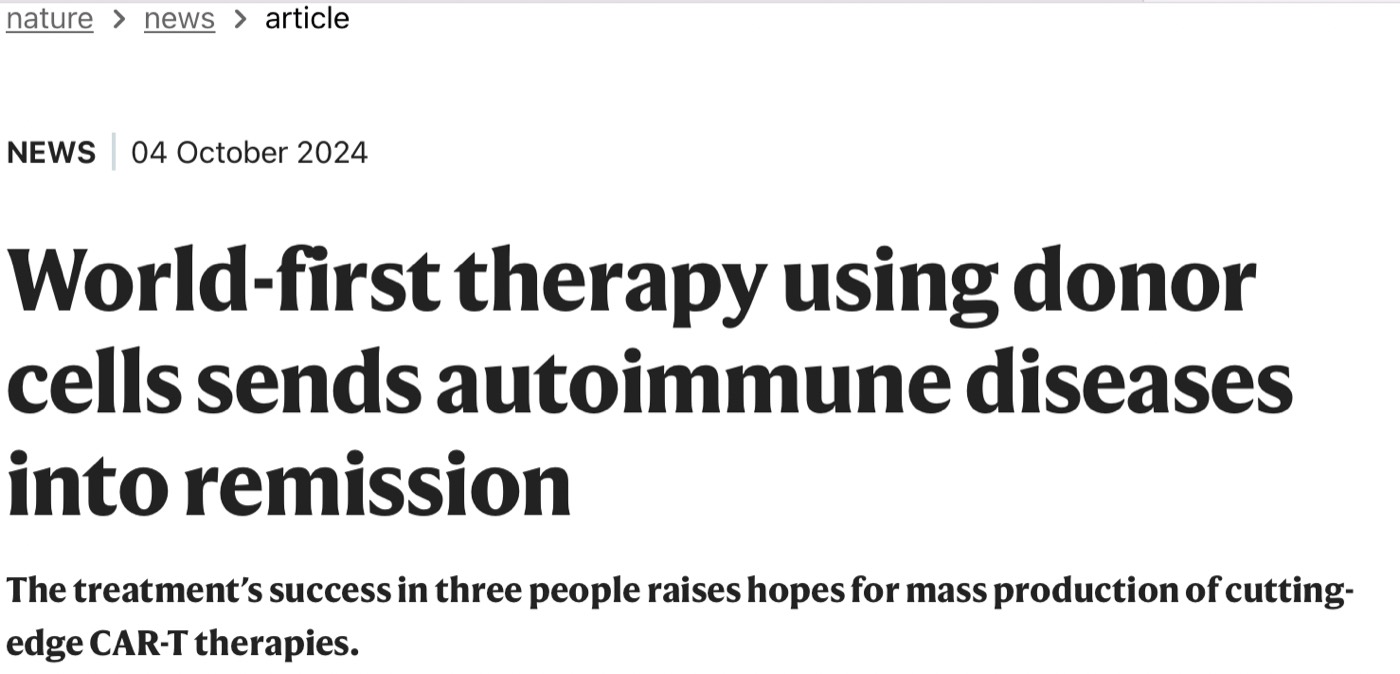 nature > news > article
NEWS | 04 October 2024
World-first therapy using donor
cells sends autoimmune diseases
into remission
The treatment’s success in three people raises hopes for mass production of cutting-
edge CAR-T therapies.